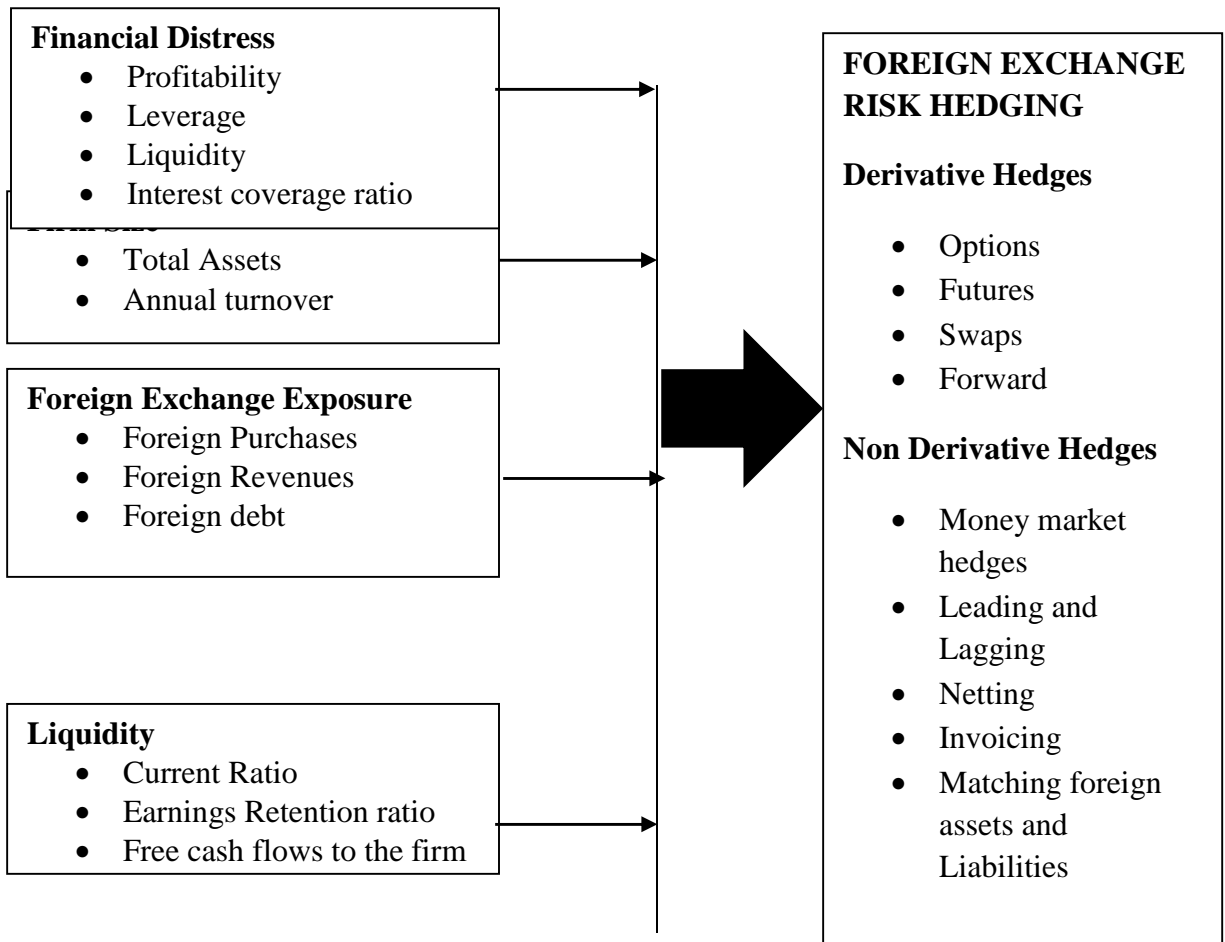 Financial Distress
• Profitability
• Leverage
• Liquidity
• Interest coverage ratio
• Total Assets
• Annual turnover
Foreign Exchange Exposure
• Foreign Purchases
• Foreign Revenues
• Foreign debt
Liquidity
• Current Ratio
• Earnings Retention ratio
• Free cash flows to the firm
FOREIGN EXCHANGE
RISK HEDGING
Derivative Hedges
• Options
• Futures
• Swaps
• Forward
Non Derivative Hedges
• Money market
hedges
• Leading and
Lagging
• Netting
• Invoicing
• Matching foreign
assets and
Liabilities